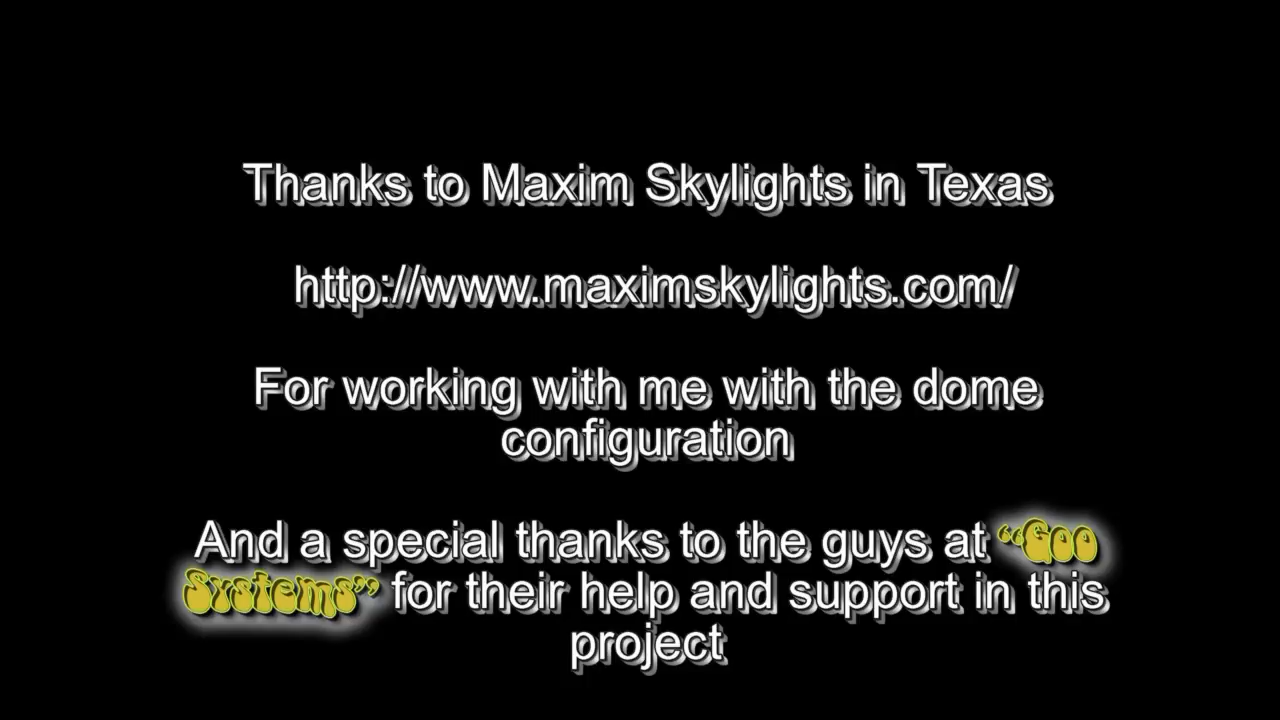 Thanks to Maxim Skylights in Texas
http://www.maximskylights.com/
For working with me with the dome
configuration
And a special thanks to the guys at “Goo
Systems” for their help and support in this
project